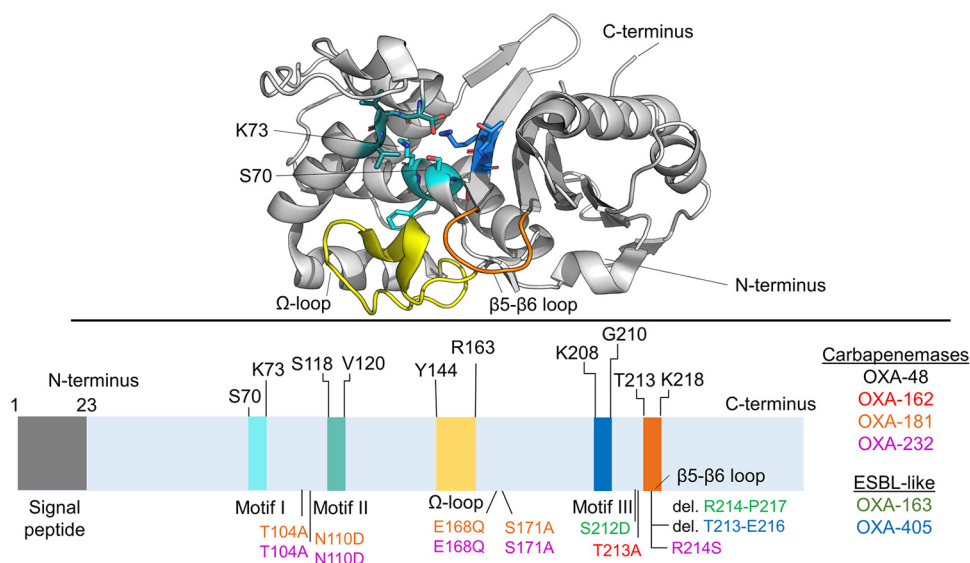 C-terminus
K73
S70
N-terminus
Ω-loop
β5-β6 loop
G210
R163
K208
S118
V120
K73
Y144
T213
K218
N-terminus
S70
C-terminus
1
23
β5-β6 loop
Signal
peptide
Motif I
Motif II
Ω-loop
Motif III
T104A
T104A
N110D
N110D
E168Q
E168Q
S171A
S171A
S212D
T213A
del. R214-P217
del. T213-E216
R214S
Carbapenemases
OXA-48
OXA-162
OXA-181
OXA-232
ESBL-like
OXA-163
OXA-405